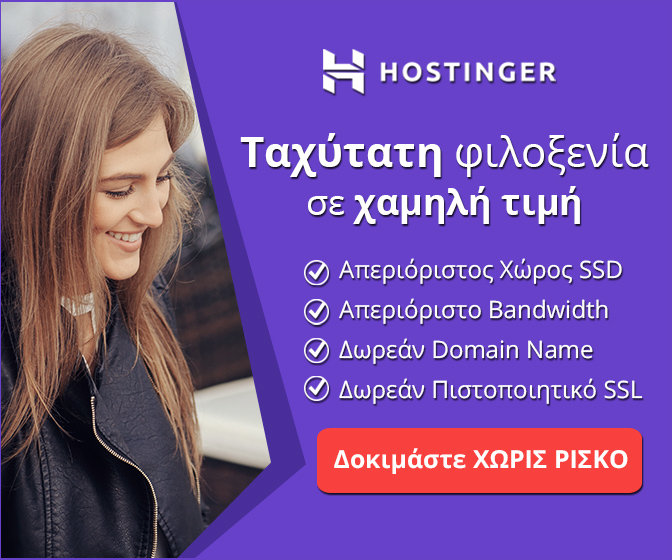 HOSTINGER
Ταχύτατη φιλοξενία
σε χαμηλή τιμή
Απεριόριστος Χώρος SSD
Απεριόριστο Bandwidth
Δωρεάν Domain Name
Δωρεάν Πιστοποιητικό SSL
Δοκιμάστε ΧΩΡΙΣ ΡΙΣΚΟ